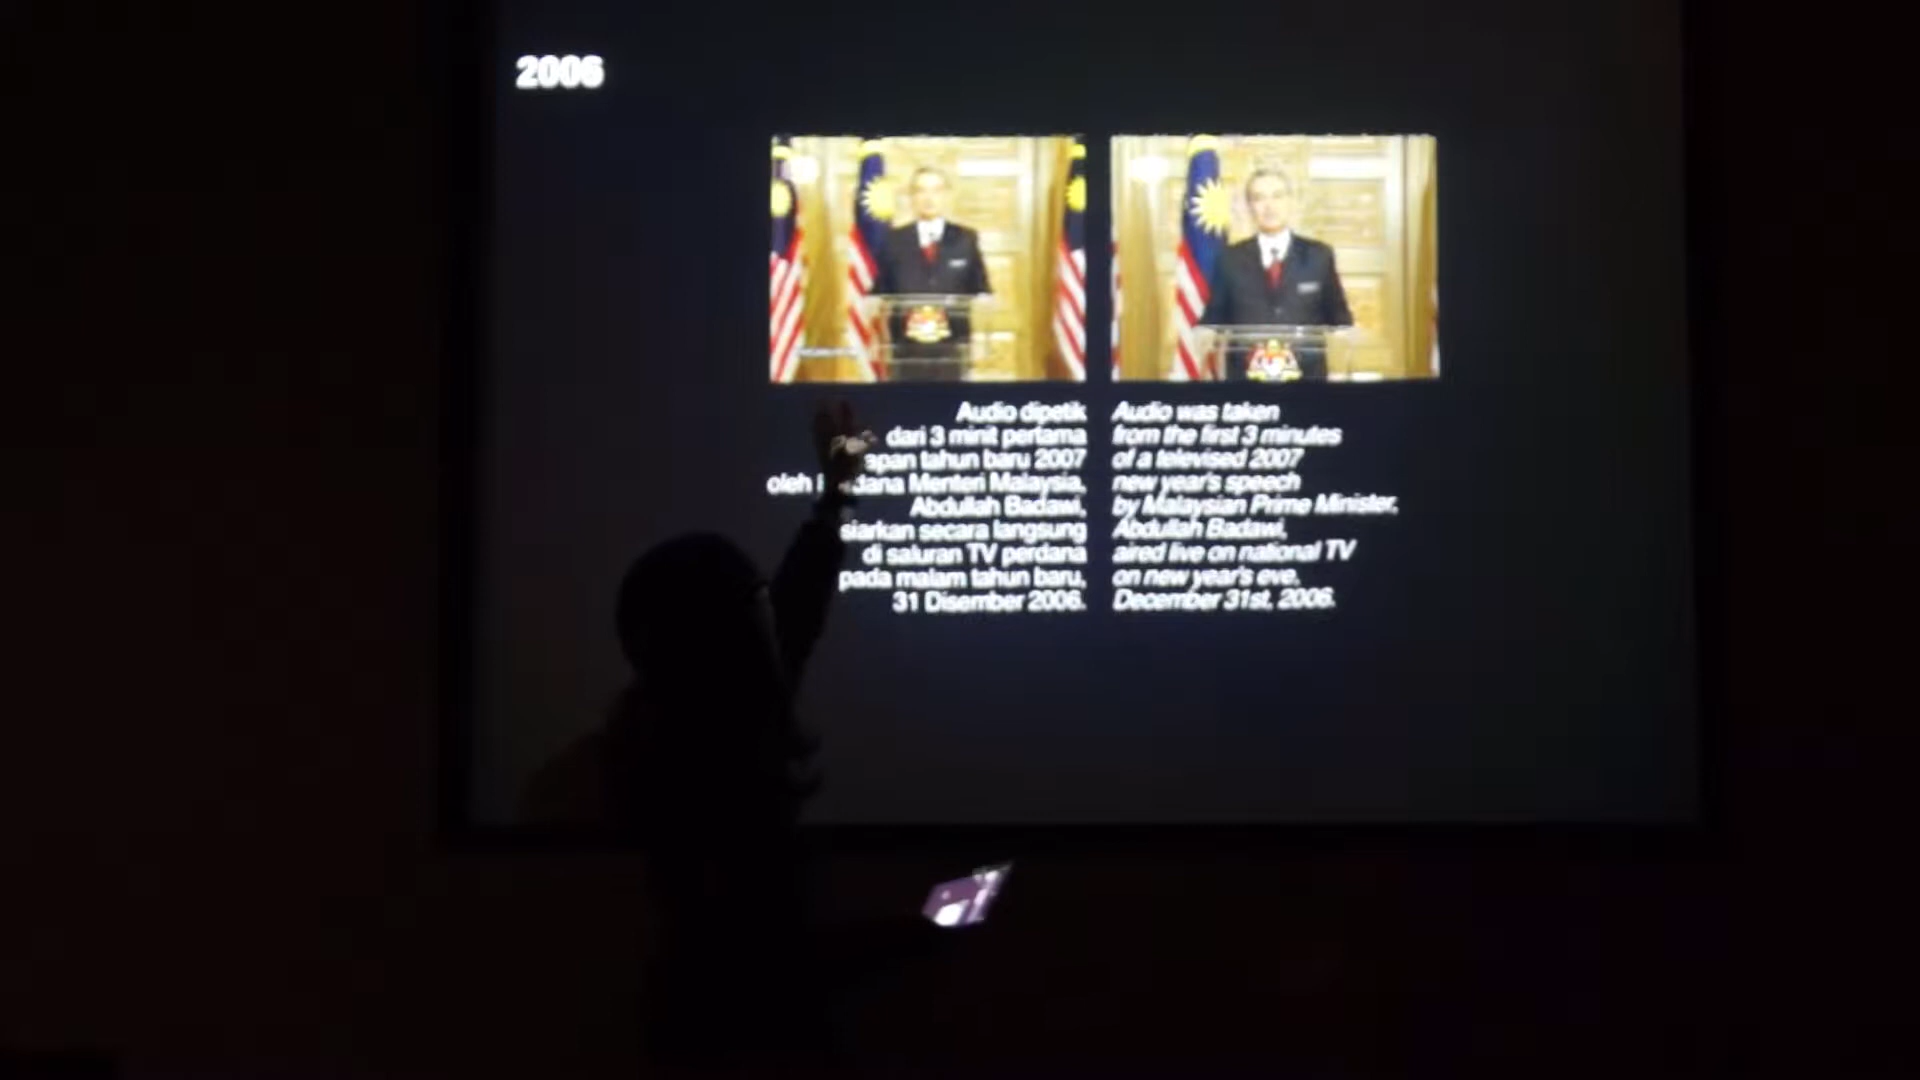 2006
Audio dipetik
dari 3 minit pertama
tahun baru 2007
oleh Menteri Malaysia,
Abdullah Badawi,
siarkan secara langsung
di saluran TV perdana
pada malam tahun baru,
31 Disember 2006.
Audio was taken
from the first 3 minutes
of a televised 2007
new year's speech
by Malaysian Prime Minister,
Abdullah Badawi,
aired live on national TV
on new year's eve,
December 31st, 2006.